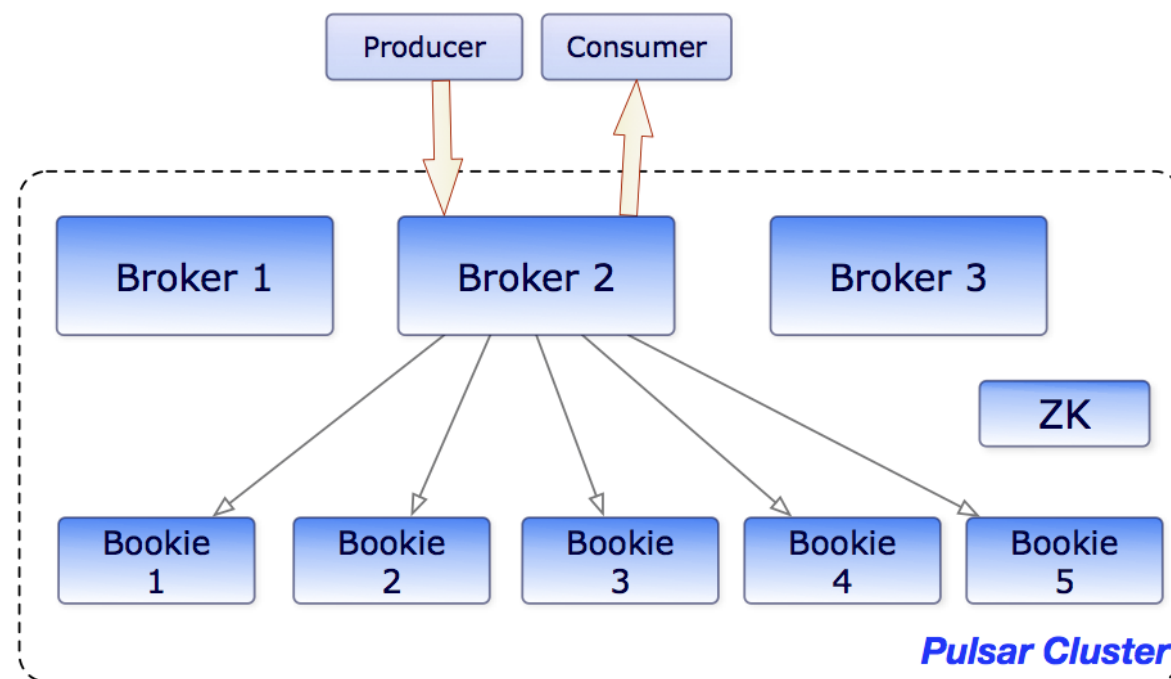 Producer
Consumer
Broker 1
Broker 2
Broker 3
ZK
Bookie
1
Bookie
2
Bookie
3
Bookie
4
Bookie
5
Pulsar Cluster